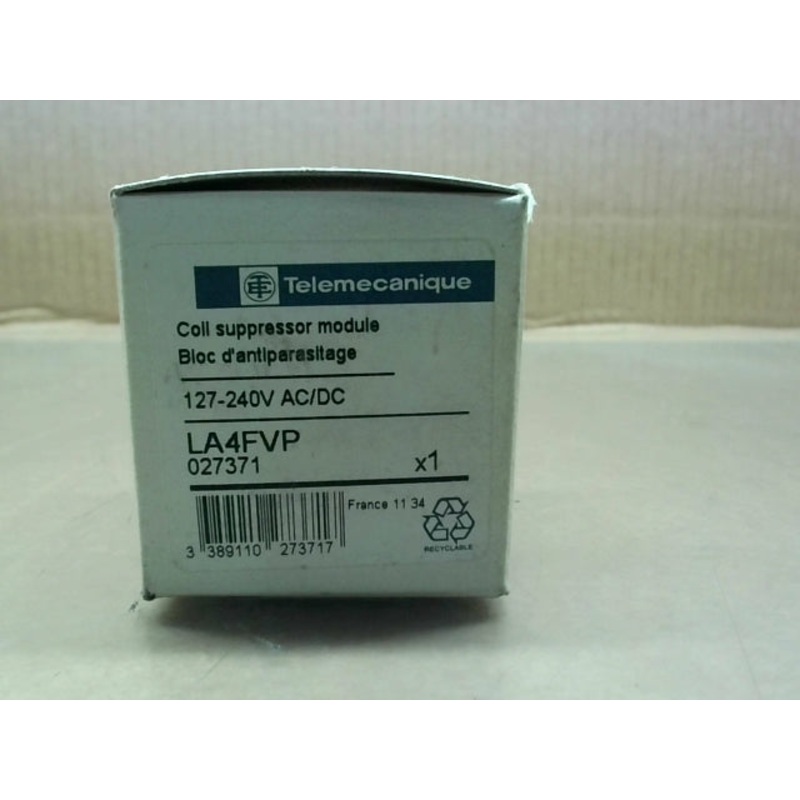 TE Telemecanique
Coil suppressor module
Bloc d'antiparasitage
127-240V AC/DC
LA4FVP
027371 x1
France 11 34
3 389110 273717
RECYCLABLE